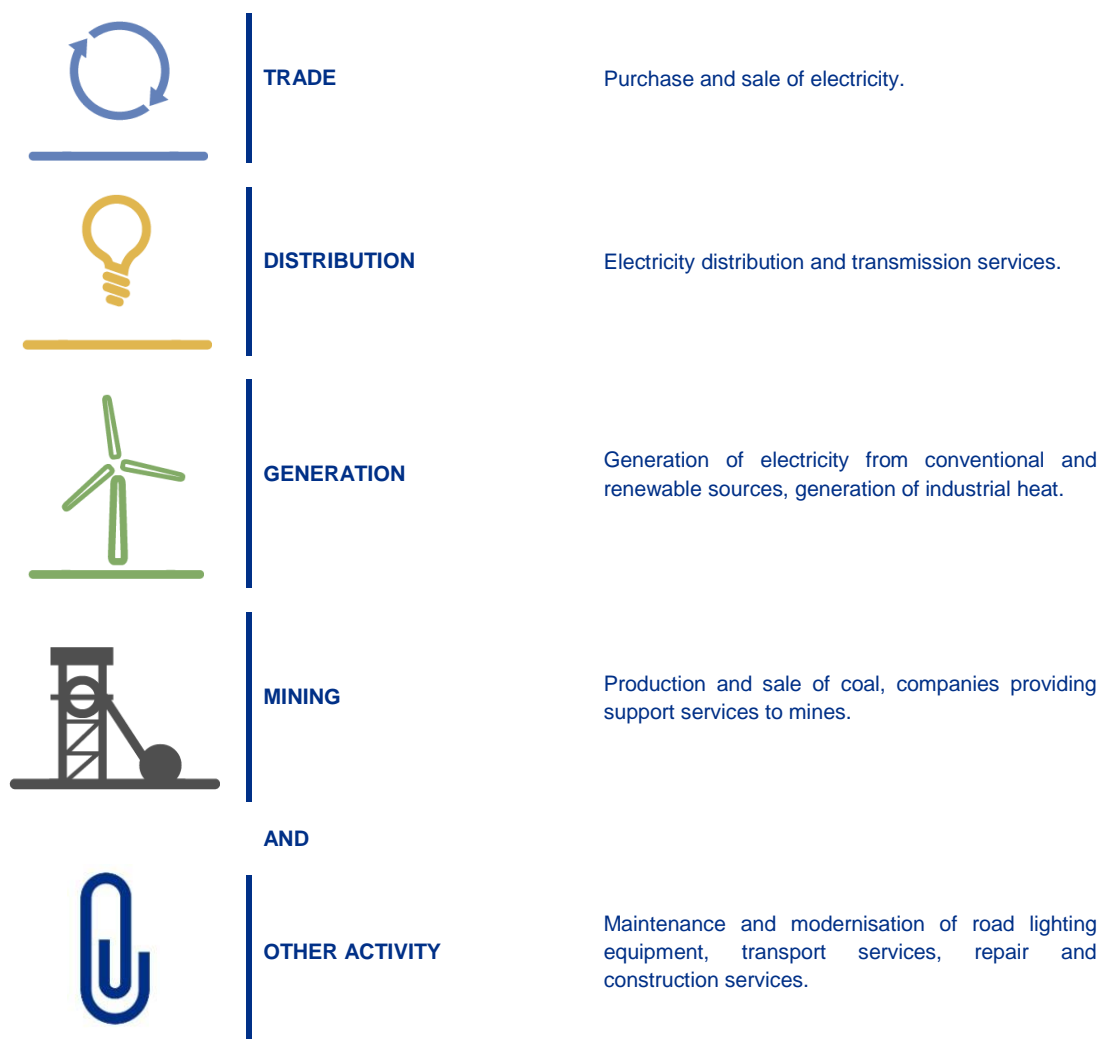 TRADE
Purchase and sale of electricity.
DISTRIBUTION
Electricity distribution and transmission services.
GENERATION
Generation of electricity from conventional and
renewable sources, generation of industrial heat.
MINING
Production and sale of coal, companies providing
support services to mines.
AND
OTHER ACTIVITY
Maintenance and modernisation of road lighting
equipment, transport services, repair and
construction services.